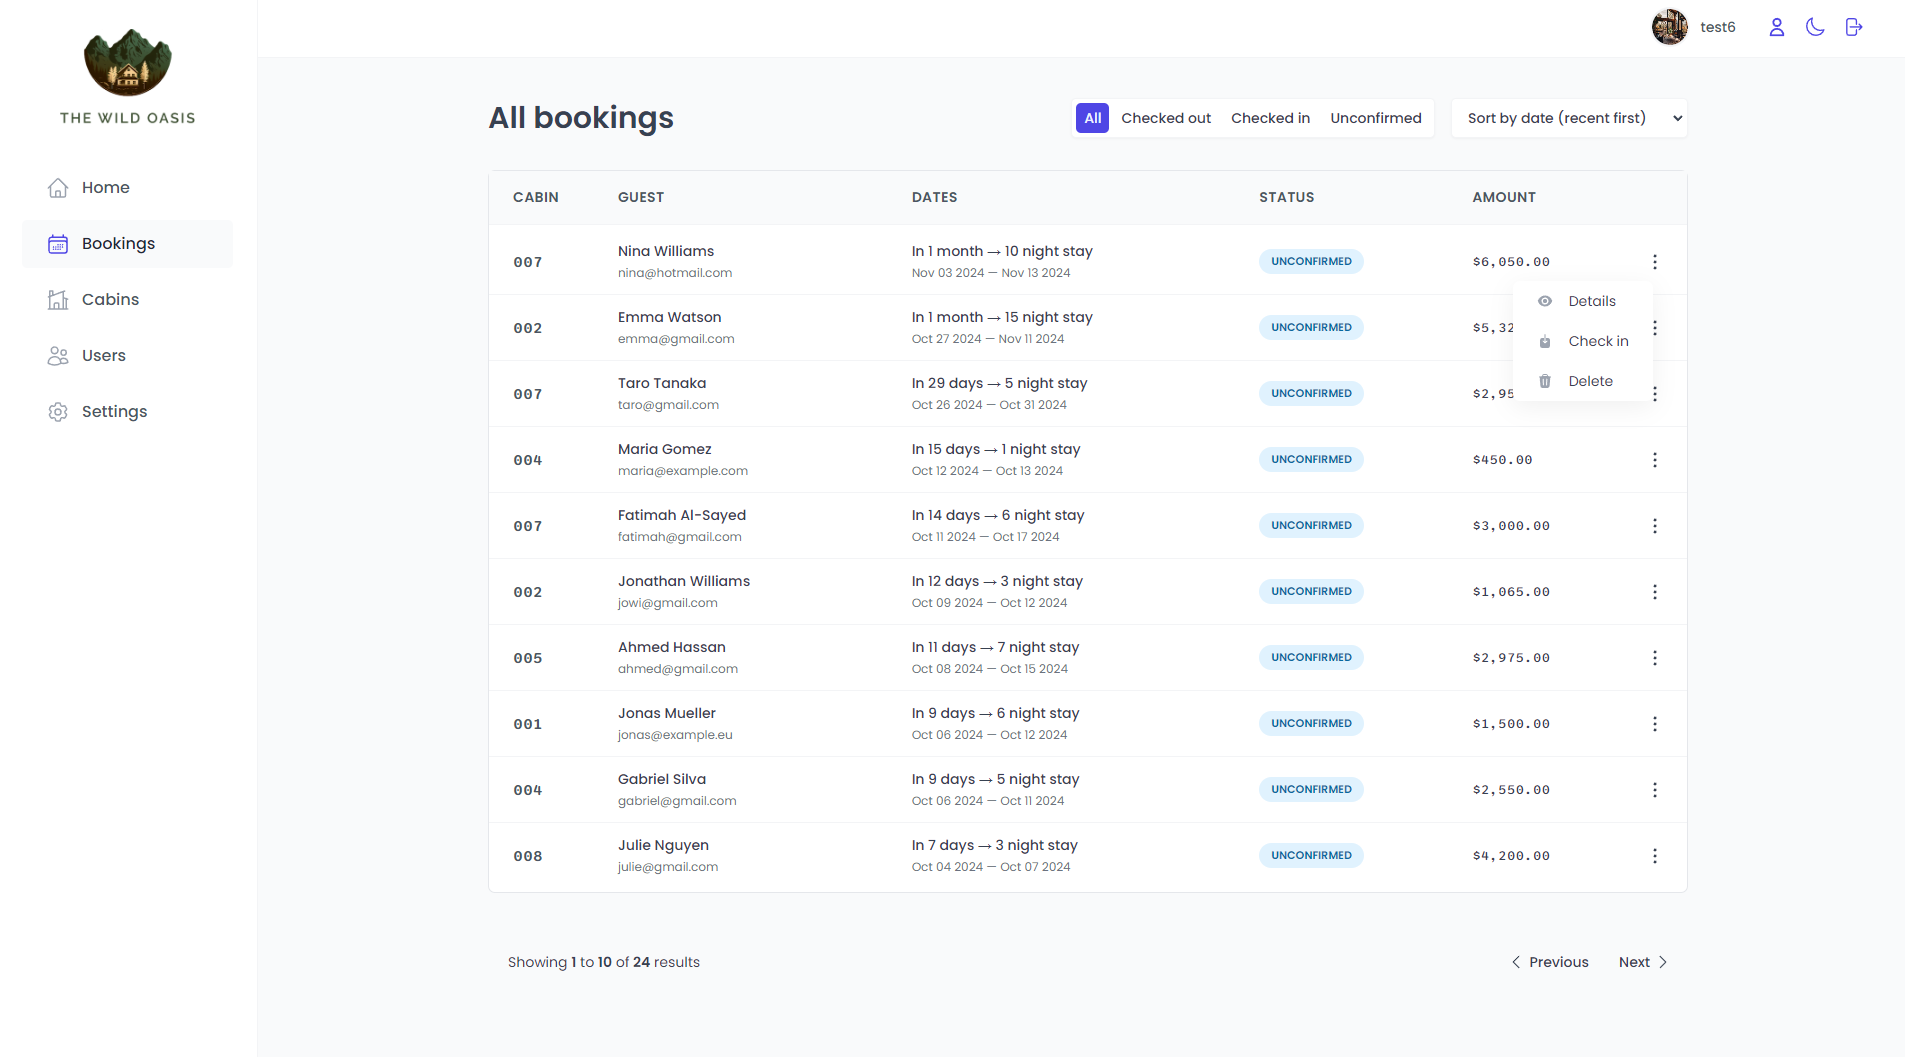 THE WILD OASIS
test6
Home
Bookings
Cabins
Users
Settings
All bookings
All Checked out Checked in Unconfirmed
Sort by date (recent first)
CABIN GUEST DATES STATUS AMOUNT
007 Nina Williams In 1 month → 10 night stay UNCONFIRMED $6,050.00
nina@hotmail.com Nov 03 2024 — Nov 13 2024
Details
Check in
Delete
002 Emma Watson In 1 month → 15 night stay UNCONFIRMED $5,32
emma@gmail.com Oct 27 2024 — Nov 11 2024
007 Taro Tanaka In 29 days → 5 night stay UNCONFIRMED $2,95
taro@gmail.com Oct 26 2024 — Oct 31 2024
004 Maria Gomez In 15 days → 1 night stay UNCONFIRMED $450.00
maria@example.com Oct 12 2024 — Oct 13 2024
007 Fatimah Al-Sayed In 14 days → 6 night stay UNCONFIRMED $3,000.00
fatimah@gmail.com Oct 11 2024 — Oct 17 2024
002 Jonathan Williams In 12 days → 3 night stay UNCONFIRMED $1,065.00
jowi@gmail.com Oct 09 2024 — Oct 12 2024
005 Ahmed Hassan In 11 days → 7 night stay UNCONFIRMED $2,975.00
ahmed@gmail.com Oct 08 2024 — Oct 15 2024
001 Jonas Mueller In 9 days → 6 night stay UNCONFIRMED $1,500.00
jonas@example.eu Oct 06 2024 — Oct 12 2024
004 Gabriel Silva In 9 days → 5 night stay UNCONFIRMED $2,550.00
gabriel@gmail.com Oct 06 2024 — Oct 11 2024
008 Julie Nguyen In 7 days → 3 night stay UNCONFIRMED $4,200.00
julie@gmail.com Oct 04 2024 — Oct 07 2024
Showing 1 to 10 of 24 results
Previous Next